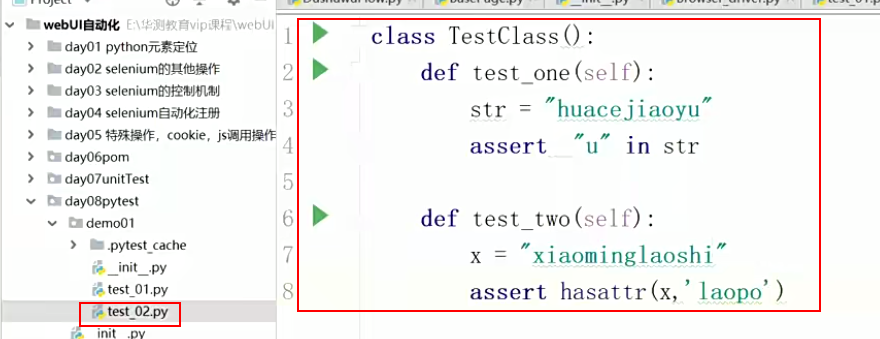 Project
DashuwuFlow.py
BasePage.py
__init__.py
browser_driver.py
test_01.py
webUI自动化 E:\华测教育vip课程\webUI
day01 python元素定位
day02 selenium的其他操作
day03 selenium的控制机制
day04 selenium自动化注册
day05 特殊操作，cookie，js调用操作
day06pom
day07unitTest
day08pytest
demo01
.pytest_cache
__init__.py
test_01.py
test_02.py
__init__.py
1 class TestClass():
2 def test_one(self):
3 str = "huacejiaoyu"
4 assert "u" in str
5
6 def test_two(self):
7 x = "xiaominglaoshi"
8 assert hasattr(x,'laopo')